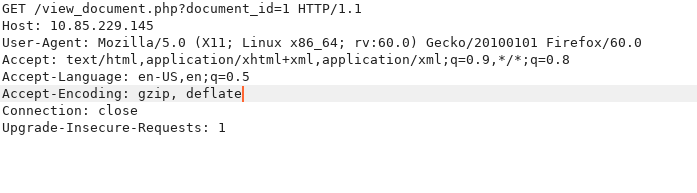 GET /view_document.php?document_id=1 HTTP/1.1
Host: 10.85.229.145
User-Agent: Mozilla/5.0 (X11; Linux x86_64; rv:60.0) Gecko/20100101 Firefox/60.0
Accept: text/html,application/xhtml+xml,application/xml;q=0.9,*/*;q=0.8
Accept-Language: en-US,en;q=0.5
Accept-Encoding: gzip, deflate
Connection: close
Upgrade-Insecure-Requests: 1